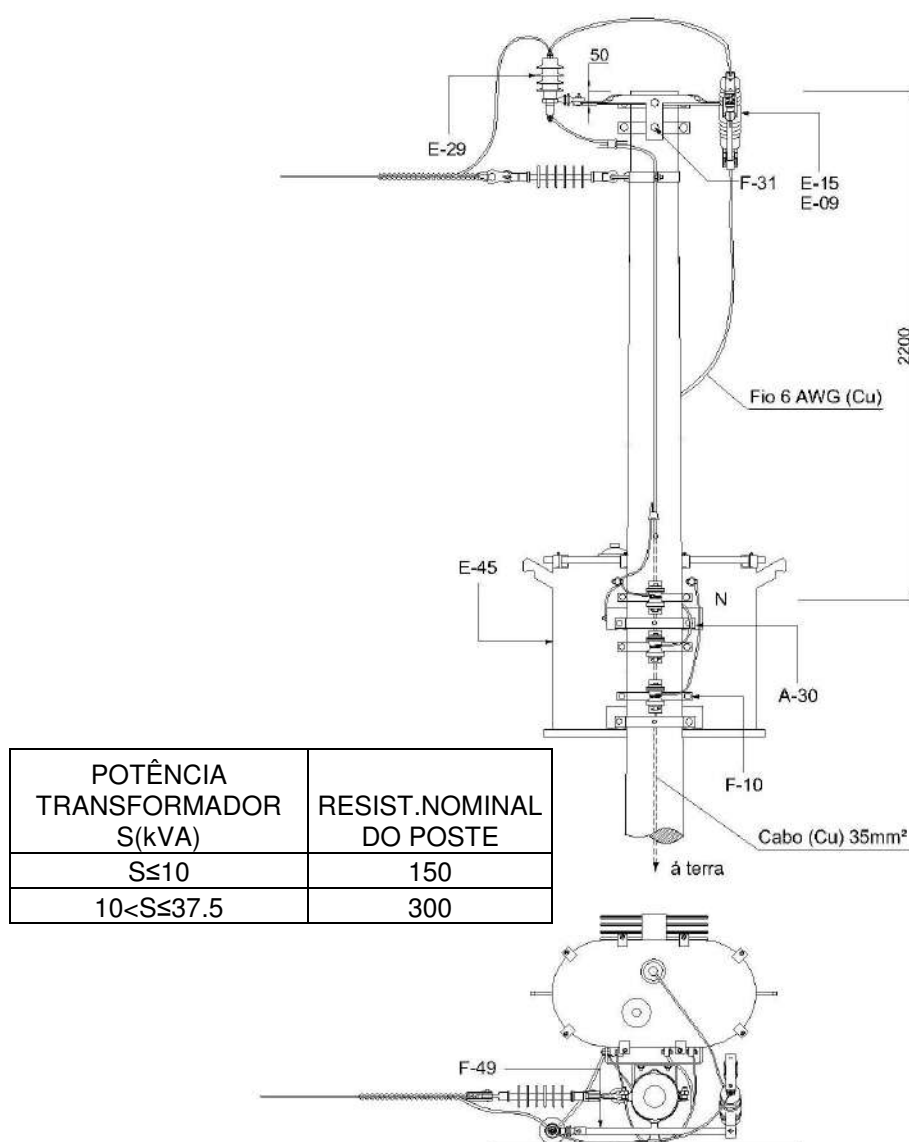 50
E-29
F-31
E-15
E-09
2200
Fio 6 AWG (Cu)
E-45
N
A-30
F-10
POTÊNCIA
TRANSFORMADOR
S(kVA)
RESIST.NOMINAL
DO POSTE
S≤10
150
10<S≤37.5
300
Cabo (Cu) 35mm²
á terra
F-49